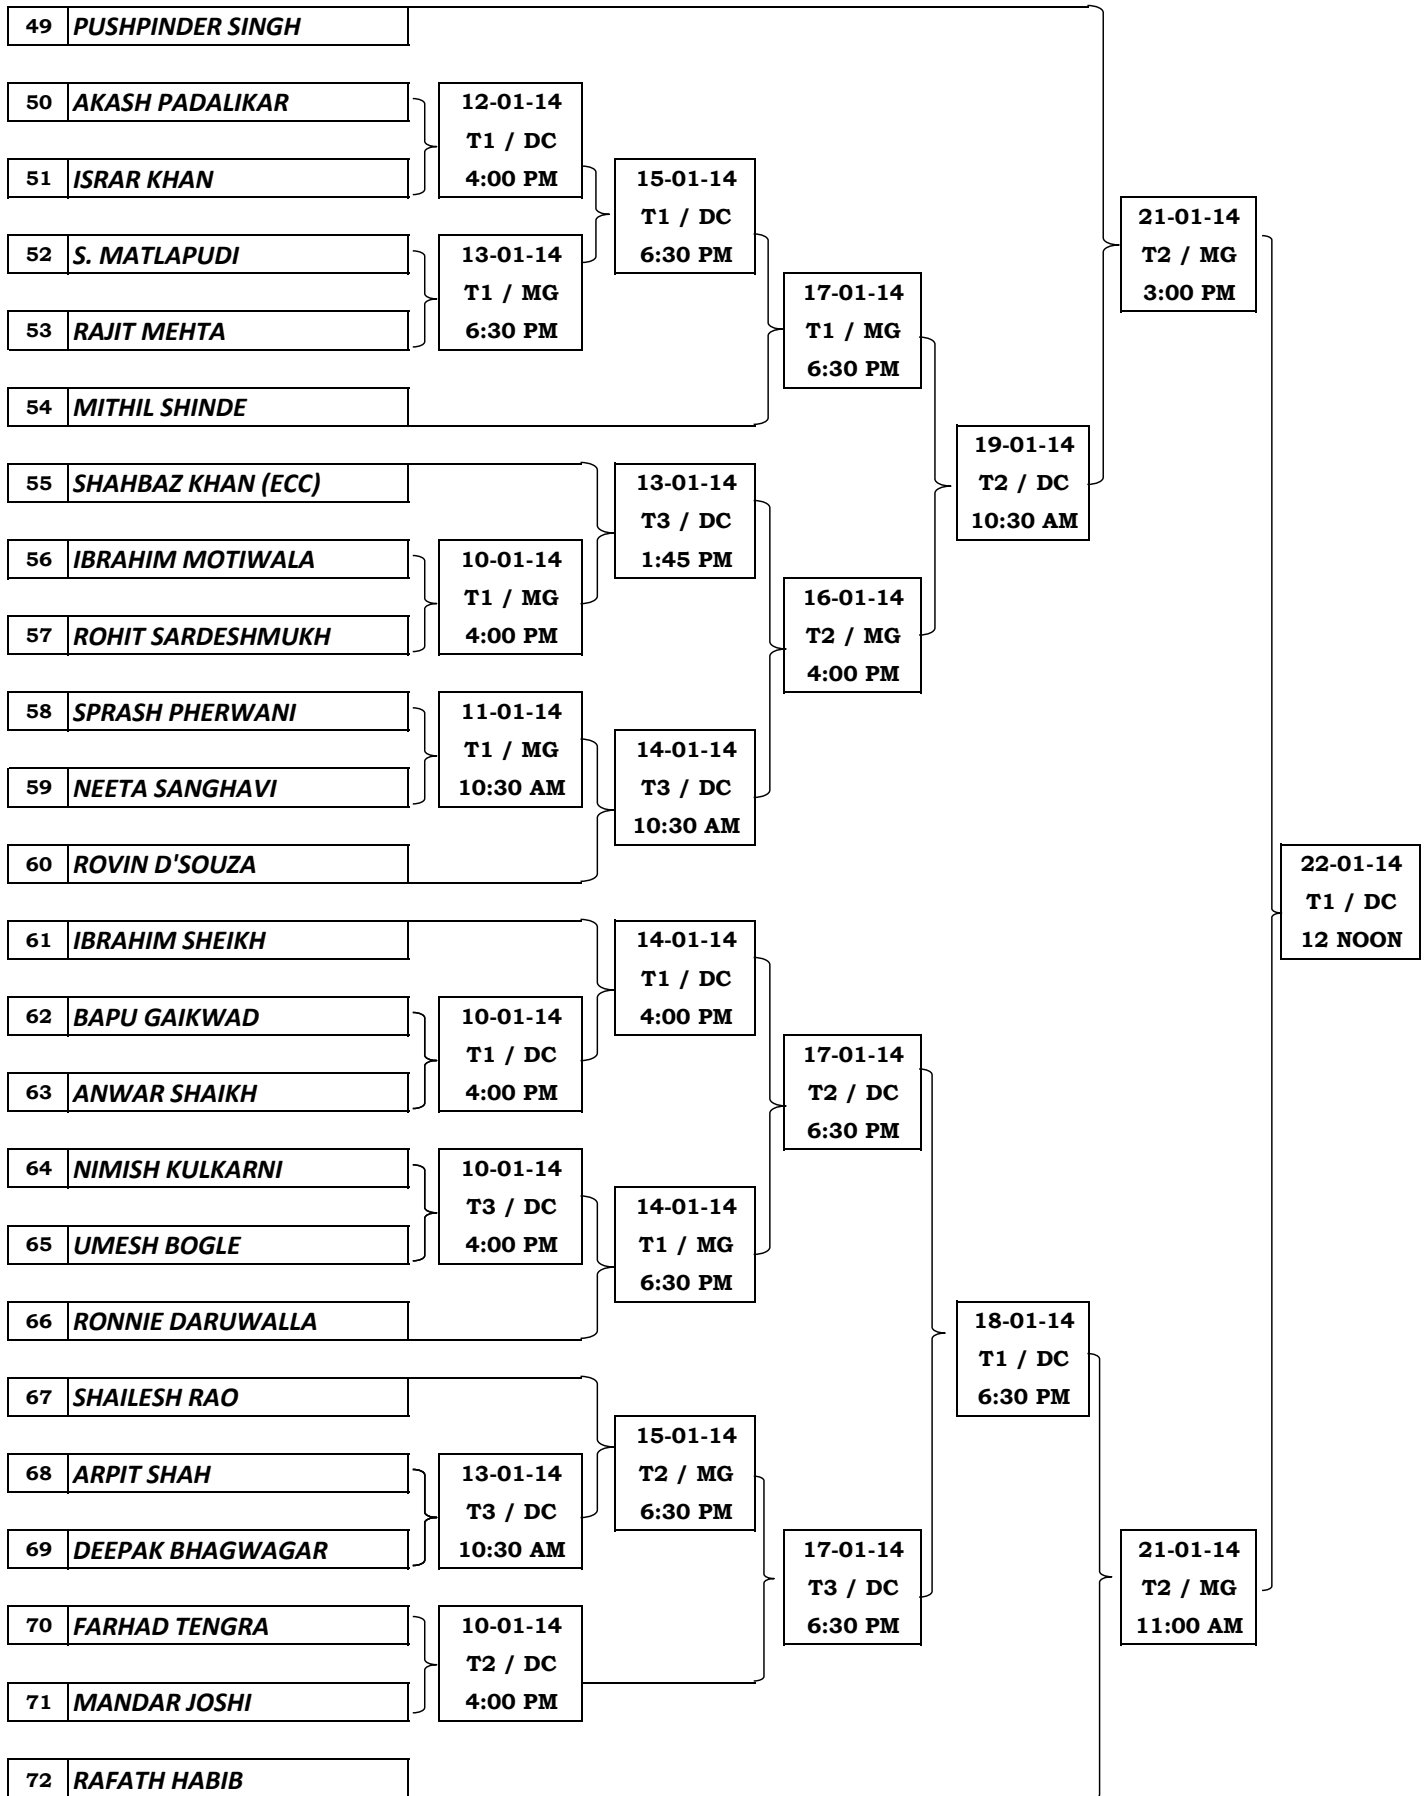 49 PUSHPINDER SINGH
50 AKASH PADALIKAR 12-01-14
T1 / DC
51 ISRAR KHAN 4:00 PM 15-01-14
T1 / DC 21-01-14
52 S. MATLAPUDI 13-01-14 6:30 PM T2 / MG
T1 / MG 17-01-14 3:00 PM
53 RAJIT MEHTA 6:30 PM T1 / MG
6:30 PM
54 MITHIL SHINDE
19-01-14
55 SHAHBAZ KHAN (ECC) 13-01-14 T2 / DC
T3 / DC 10:30 AM
56 IBRAHIM MOTIWALA 10-01-14 1:45 PM
T1 / MG 16-01-14
57 ROHIT SARDESHMUKH 4:00 PM T2 / MG
4:00 PM
58 SPRASH PHERWANI 11-01-14
T1 / MG 14-01-14
59 NEETA SANGHAVI 10:30 AM T3 / DC
10:30 AM
60 ROVIN D'SOUZA 22-01-14
T1 / DC
61 IBRAHIM SHEIKH 14-01-14 12 NOON
T1 / DC
62 BAPU GAIKWAD 10-01-14 4:00 PM
T1 / DC 17-01-14
63 ANWAR SHAIKH 4:00 PM T2 / DC
6:30 PM
64 NIMISH KULKARNI 10-01-14
T3 / DC 14-01-14
65 UMESH BOGLE 4:00 PM T1 / MG
6:30 PM
66 RONNIE DARUWALLA 18-01-14
T1 / DC
67 SHAILESH RAO 6:30 PM
15-01-14
68 ARPIT SHAH 13-01-14 T2 / MG
T3 / DC 6:30 PM
69 DEEPAK BHAGWAGAR 10:30 AM 17-01-14 21-01-14
T3 / DC T2 / MG
70 FARHAD TENGRA 10-01-14 6:30 PM 11:00 AM
T2 / DC
71 MANDAR JOSHI 4:00 PM
72 RAFATH HABIB